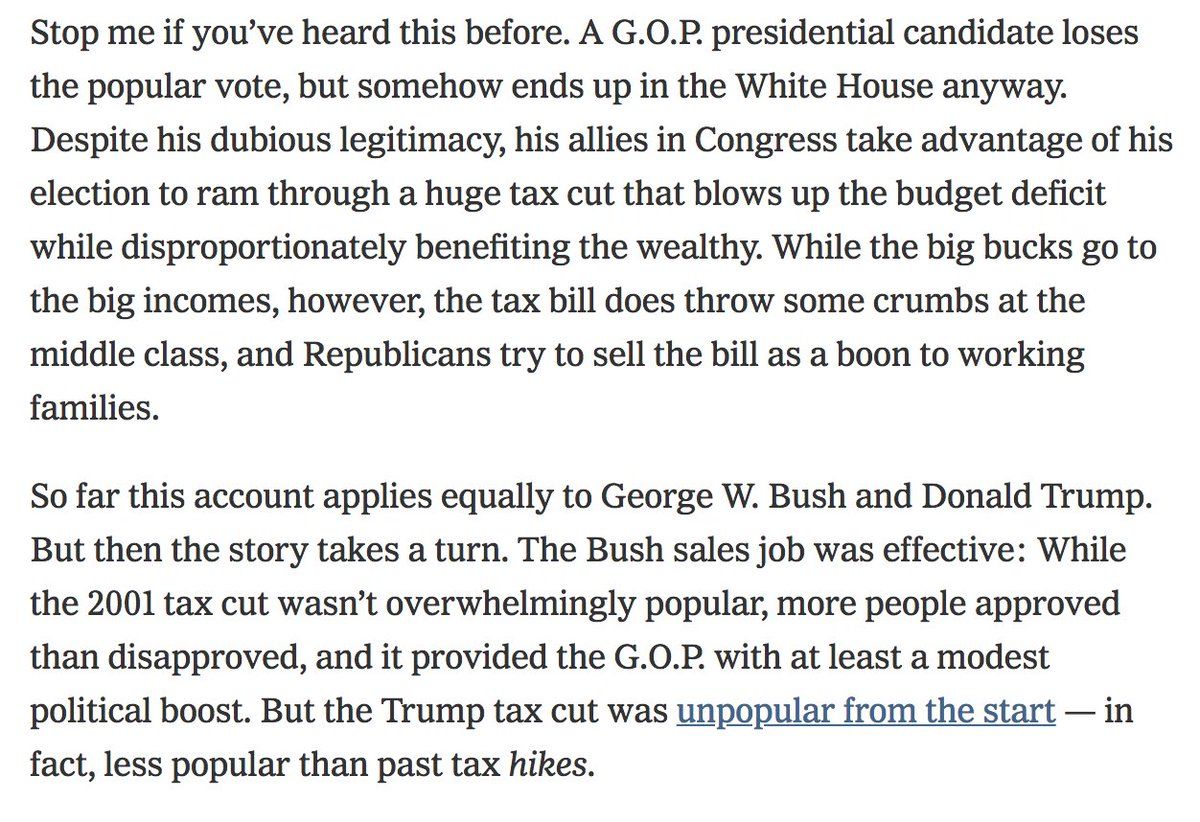 Stop me if you’ve heard this before. A G.O.P. presidential candidate loses
the popular vote, but somehow ends up in the White House anyway.
Despite his dubious legitimacy, his allies in Congress take advantage of his
election to ram through a huge tax cut that blows up the budget deficit
while disproportionately benefiting the wealthy. While the big bucks go to
the big incomes, however, the tax bill does throw some crumbs at the
middle class, and Republicans try to sell the bill as a boon to working
families.
So far this account applies equally to George W. Bush and Donald Trump.
But then the story takes a turn. The Bush sales job was effective: While
the 2001 tax cut wasn’t overwhelmingly popular, more people approved
than disapproved, and it provided the G.O.P. with at least a modest
political boost. But the Trump tax cut was unpopular from the start — in
fact, less popular than past tax hikes.